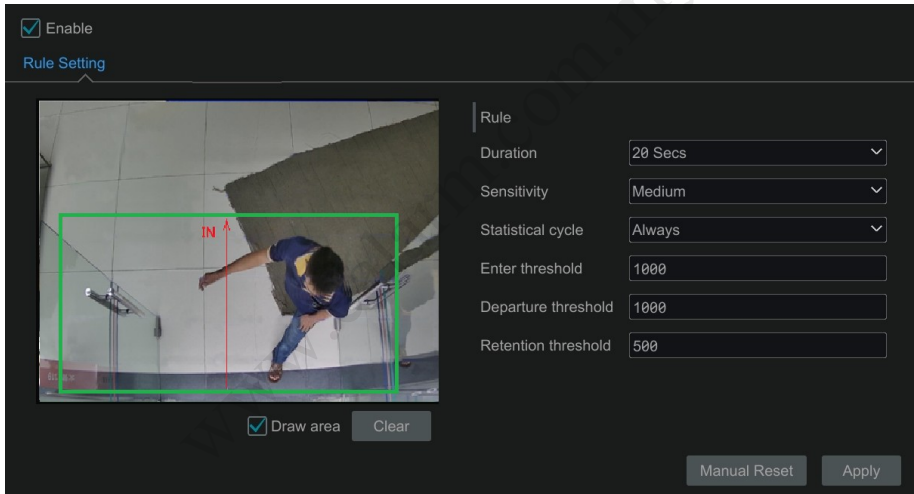 Enable
Rule Setting
IN
Draw area
Clear
Rule
Duration
20 Secs
Sensitivity
Medium
Statistical cycle
Always
Enter threshold
1000
Departure threshold
1000
Retention threshold
500
Manual Reset
Apply